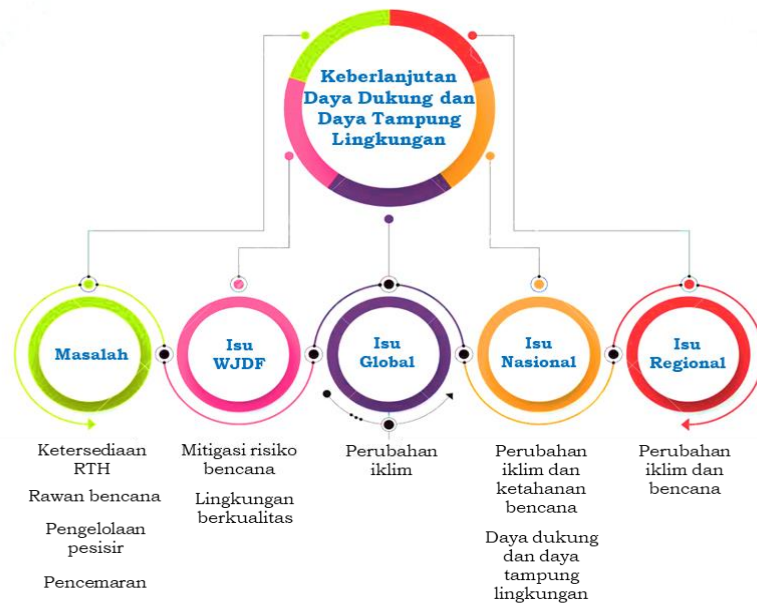 Keberlanjutan
Daya Dukung dan
Daya Tampung
Lingkungan
Masalah
Isu
WJDF
Isu
Global
Isu
Nasional
Isu
Regional
Ketersediaan
RTH
Rawan bencana
Pengelolaan
pesisir
Pencemaran
Mitigasi risiko
bencana
Lingkungan
berkualitas
Perubahan
iklim
Perubahan
iklim dan
ketahanan
bencana
Daya dukung
dan daya
tampung
lingkungan
Perubahan
iklim dan
bencana